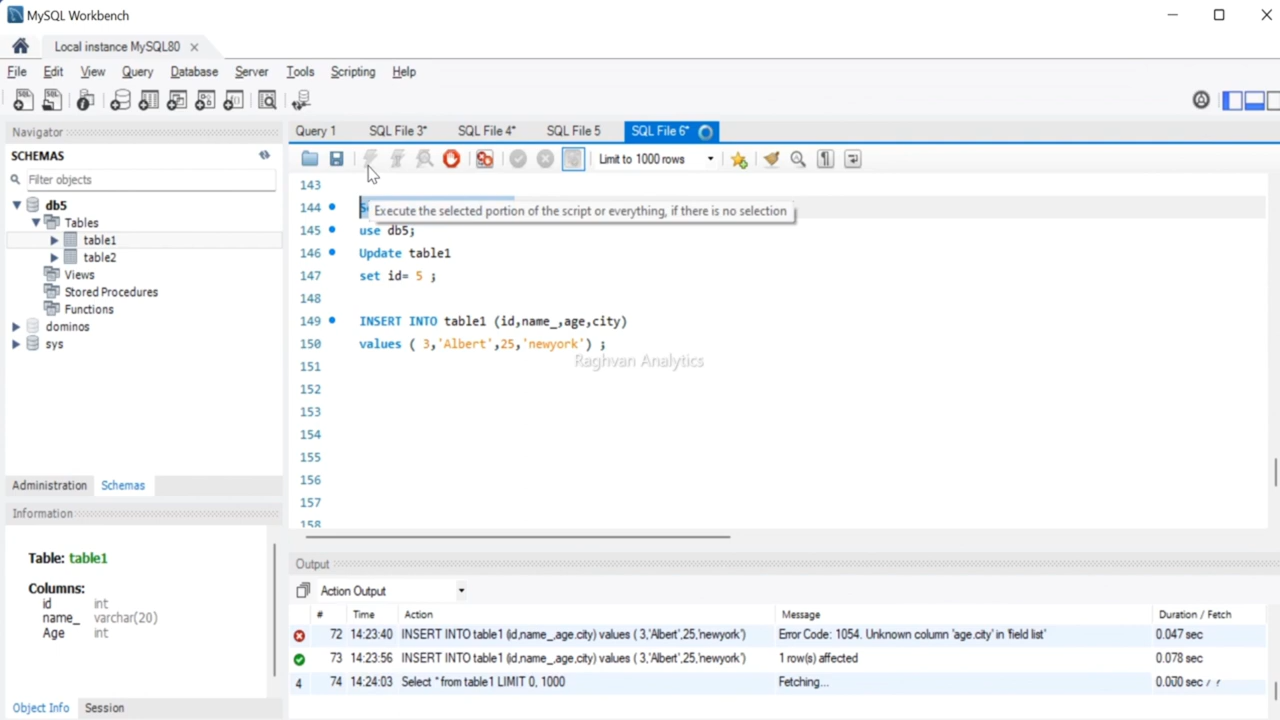 MySQL Workbench
Local instance MySQL80
File Edit View Query Database Server Tools Scripting Help
Navigator
SCHEMAS
Filter objects
db5
Tables
table1
table2
Views
Stored Procedures
Functions
dominos
sys
Administration Schemas
Information
Table: table1
Columns:
id int
name_ varchar(20)
Age int
Object Info Session
Query 1 SQL File 3* SQL File 4* SQL File 5 SQL File 6*
Limit to 1000 rows
143
144
Execute the selected portion of the script or everything, if there is no selection
145 use db5;
146 Update table1
147 set id= 5 ;
148
149 INSERT INTO table1 (id,name_,age,city)
150 values ( 3,'Albert',25,'newyork') ;
Raghvan Analytics
151
152
153
154
155
156
157
158
Output
Action Output
# Time Action Message Duration / Fetch
72 14:23:40 INSERT INTO table1 (id,name_,age.city) values ( 3,'Albert',25,'newyork') Error Code: 1054. Unknown column 'age.city' in 'field list' 0.047 sec
73 14:23:56 INSERT INTO table1 (id,name_,age,city) values ( 3,'Albert',25,'newyork') 1 row(s) affected 0.078 sec
4 74 14:24:03 Select * from table1 LIMIT 0, 1000 Fetching... 0.000 sec / ?